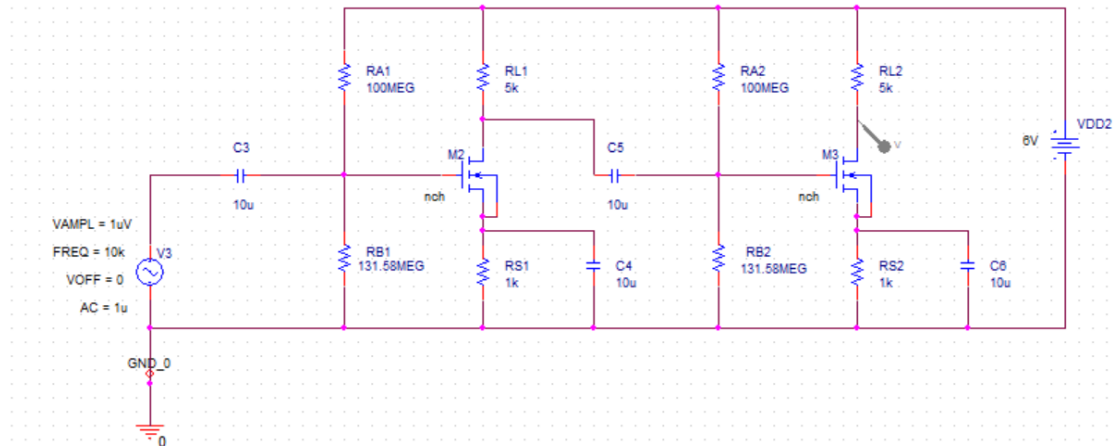 RA1
100MEG
RL1
5k
RA2
100MEG
RL2
5k
VDD2
6V
C3
10u
M2
nch
C5
10u
M3
nch
V
VAMPL = 1uV
FREQ = 10k
VOFF = 0
AC = 1u
V3
RB1
131.58MEG
RS1
1k
C4
10u
RB2
131.58MEG
RS2
1k
C6
10u
GND_0
0